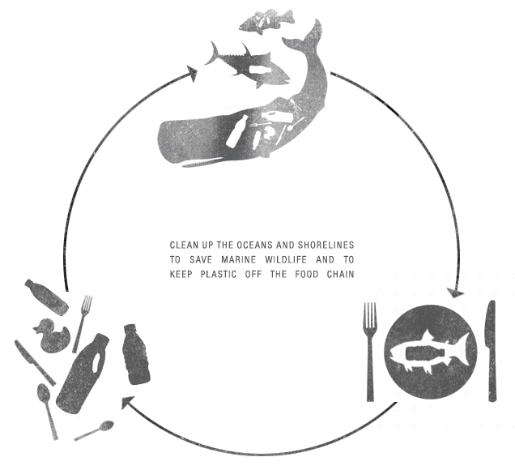 CLEAN UP THE OCEANS AND SHORELINES
TO SAVE MARINE WILDLIFE AND TO
KEEP PLASTIC OFF THE FOOD CHAIN